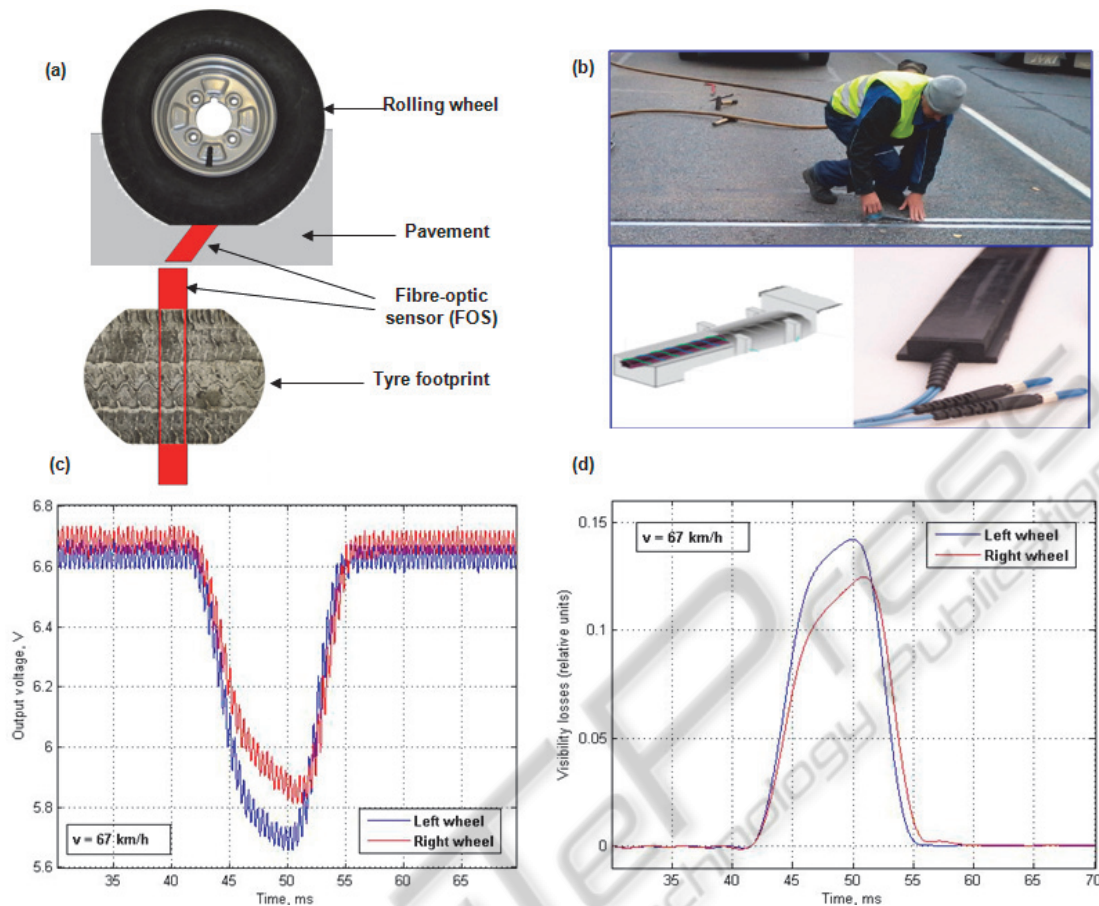 (a)
Rolling wheel
Pavement
Fibre-optic
sensor (FOS)
Tyre footprint
(b)
(c)
6.8
6.6
6.4
6.2
6
5.8
5.6
Output voltage, V
v = 67 km/h
Left wheel
Right wheel
35 40 45 50 55 60 65
Time, ms
(d)
0.15
0.1
0.05
0
Visibility losses (relative units)
v = 67 km/h
Left wheel
Right wheel
35 40 45 50 55 60 65 70
Time, ms